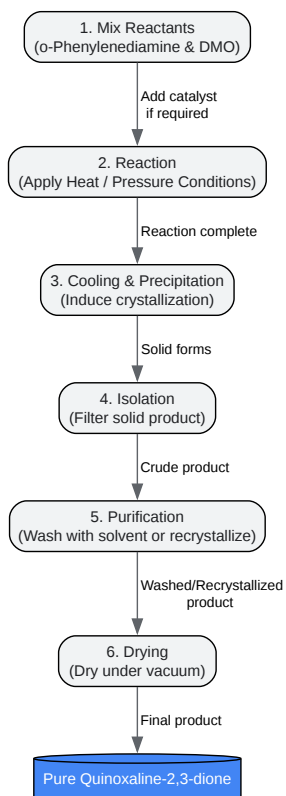 1. Mix Reactants
(o-Phenylenediamine & DMO)
Add catalyst
if required
2. Reaction
(Apply Heat / Pressure Conditions)
Reaction complete
3. Cooling & Precipitation
(Induce crystallization)
Solid forms
4. Isolation
(Filter solid product)
Crude product
5. Purification
(Wash with solvent or recrystallize)
Washed/Recrystallized
product
6. Drying
(Dry under vacuum)
Final product
Pure Quinoxaline-2,3-dione